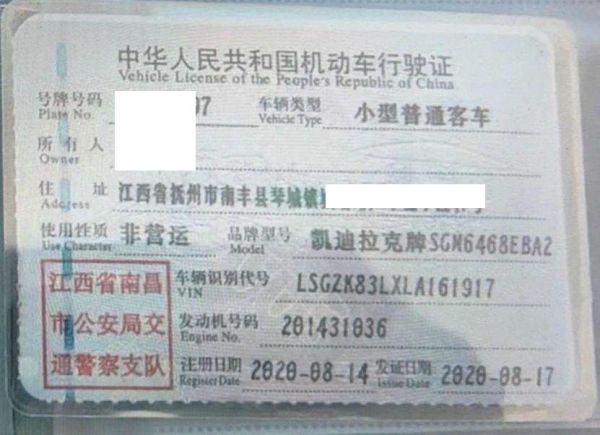 中华人民共和国机动车行驶证
Vehicle License of the People's Republic of China
号牌号码 07 车辆类型 小型普通客车
Plate No. Vehicle Type
所有人
Owner
住址 江西省抚州市南丰县琴城镇
Address
使用性质 非营运 品牌型号 凯迪拉克牌SGM6468EBA2
Use Character Model
江西省南昌 车辆识别代号 LSGZK83LXLA161917
VIN
市公安局交 发动机号码 201431036
Engine No.
通警察支队 注册日期 2020-08-14 发证日期 2020-08-17
Register Date Issue Date